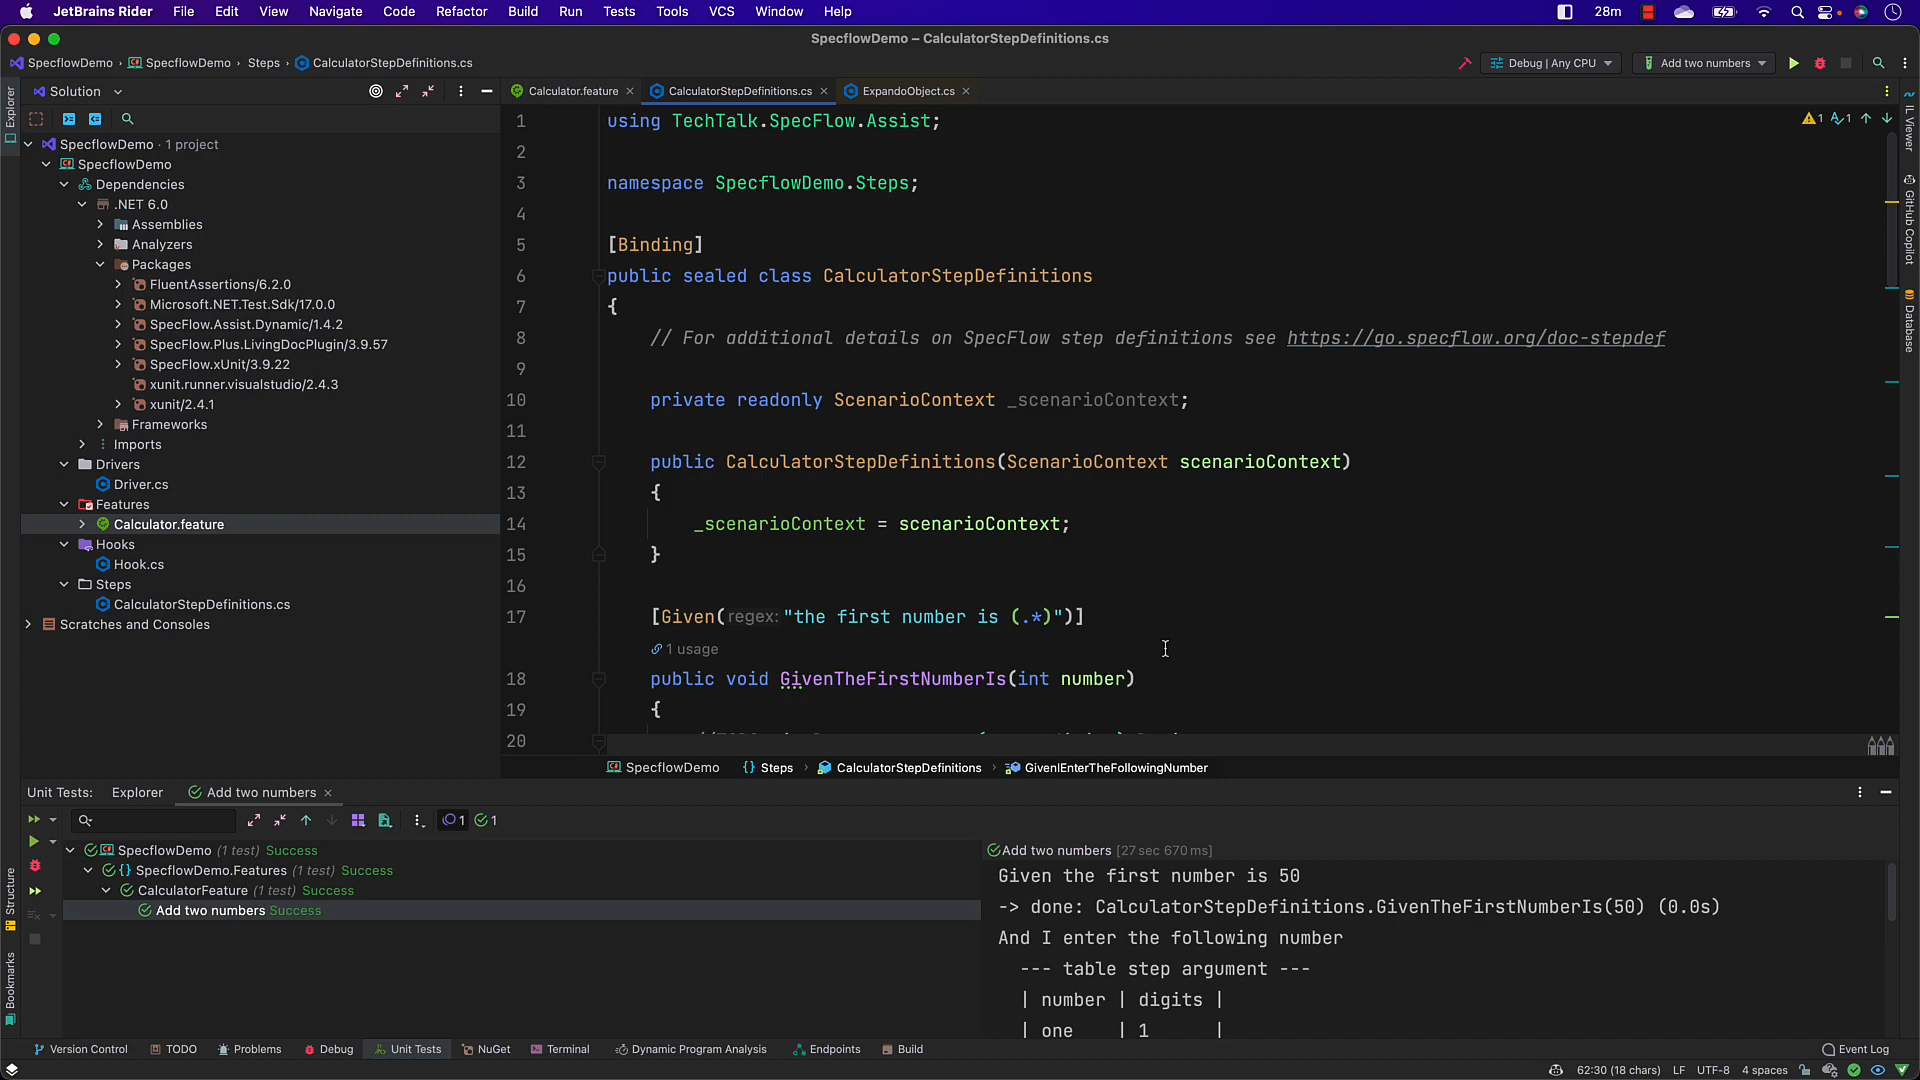 JetBrains Rider File Edit View Navigate Code Refactor Build Run Tests Tools VCS Window Help 28m
SpecflowDemo – CalculatorStepDefinitions.cs
SpecflowDemo › SpecflowDemo › Steps › CalculatorStepDefinitions.cs Debug | Any CPU Add two numbers
Explorer
Solution
SpecflowDemo · 1 project
SpecflowDemo
Dependencies
.NET 6.0
Assemblies
Analyzers
Packages
FluentAssertions/6.2.0
Microsoft.NET.Test.Sdk/17.0.0
SpecFlow.Assist.Dynamic/1.4.2
SpecFlow.Plus.LivingDocPlugin/3.9.57
SpecFlow.xUnit/3.9.22
xunit.runner.visualstudio/2.4.3
xunit/2.4.1
Frameworks
Imports
Drivers
Driver.cs
Features
Calculator.feature
Hooks
Hook.cs
Steps
CalculatorStepDefinitions.cs
Scratches and Consoles
Calculator.feature CalculatorStepDefinitions.cs ExpandoObject.cs
1 1
1 using TechTalk.SpecFlow.Assist;
2
3 namespace SpecflowDemo.Steps;
4
5 [Binding]
6 public sealed class CalculatorStepDefinitions
7 {
8 // For additional details on SpecFlow step definitions see https://go.specflow.org/doc-stepdef
9
10 private readonly ScenarioContext _scenarioContext;
11
12 public CalculatorStepDefinitions(ScenarioContext scenarioContext)
13 {
14 _scenarioContext = scenarioContext;
15 }
16
17 [Given(regex: "the first number is (.*)")]
1 usage
18 public void GivenTheFirstNumberIs(int number)
19 {
20
SpecflowDemo {} Steps › CalculatorStepDefinitions › GivenIEnterTheFollowingNumber
IL Viewer
GitHub Copilot
Database
Unit Tests: Explorer Add two numbers
1 1
SpecflowDemo (1 test) Success
SpecflowDemo.Features (1 test) Success
CalculatorFeature (1 test) Success
Add two numbers Success
Add two numbers [27 sec 670 ms]
Given the first number is 50
-> done: CalculatorStepDefinitions.GivenTheFirstNumberIs(50) (0.0s)
And I enter the following number
--- table step argument ---
| number | digits |
| one | 1 |
Structure
Bookmarks
Version Control TODO Problems Debug Unit Tests NuGet Terminal Dynamic Program Analysis Endpoints Build Event Log
62:30 (18 chars) LF UTF-8 4 spaces